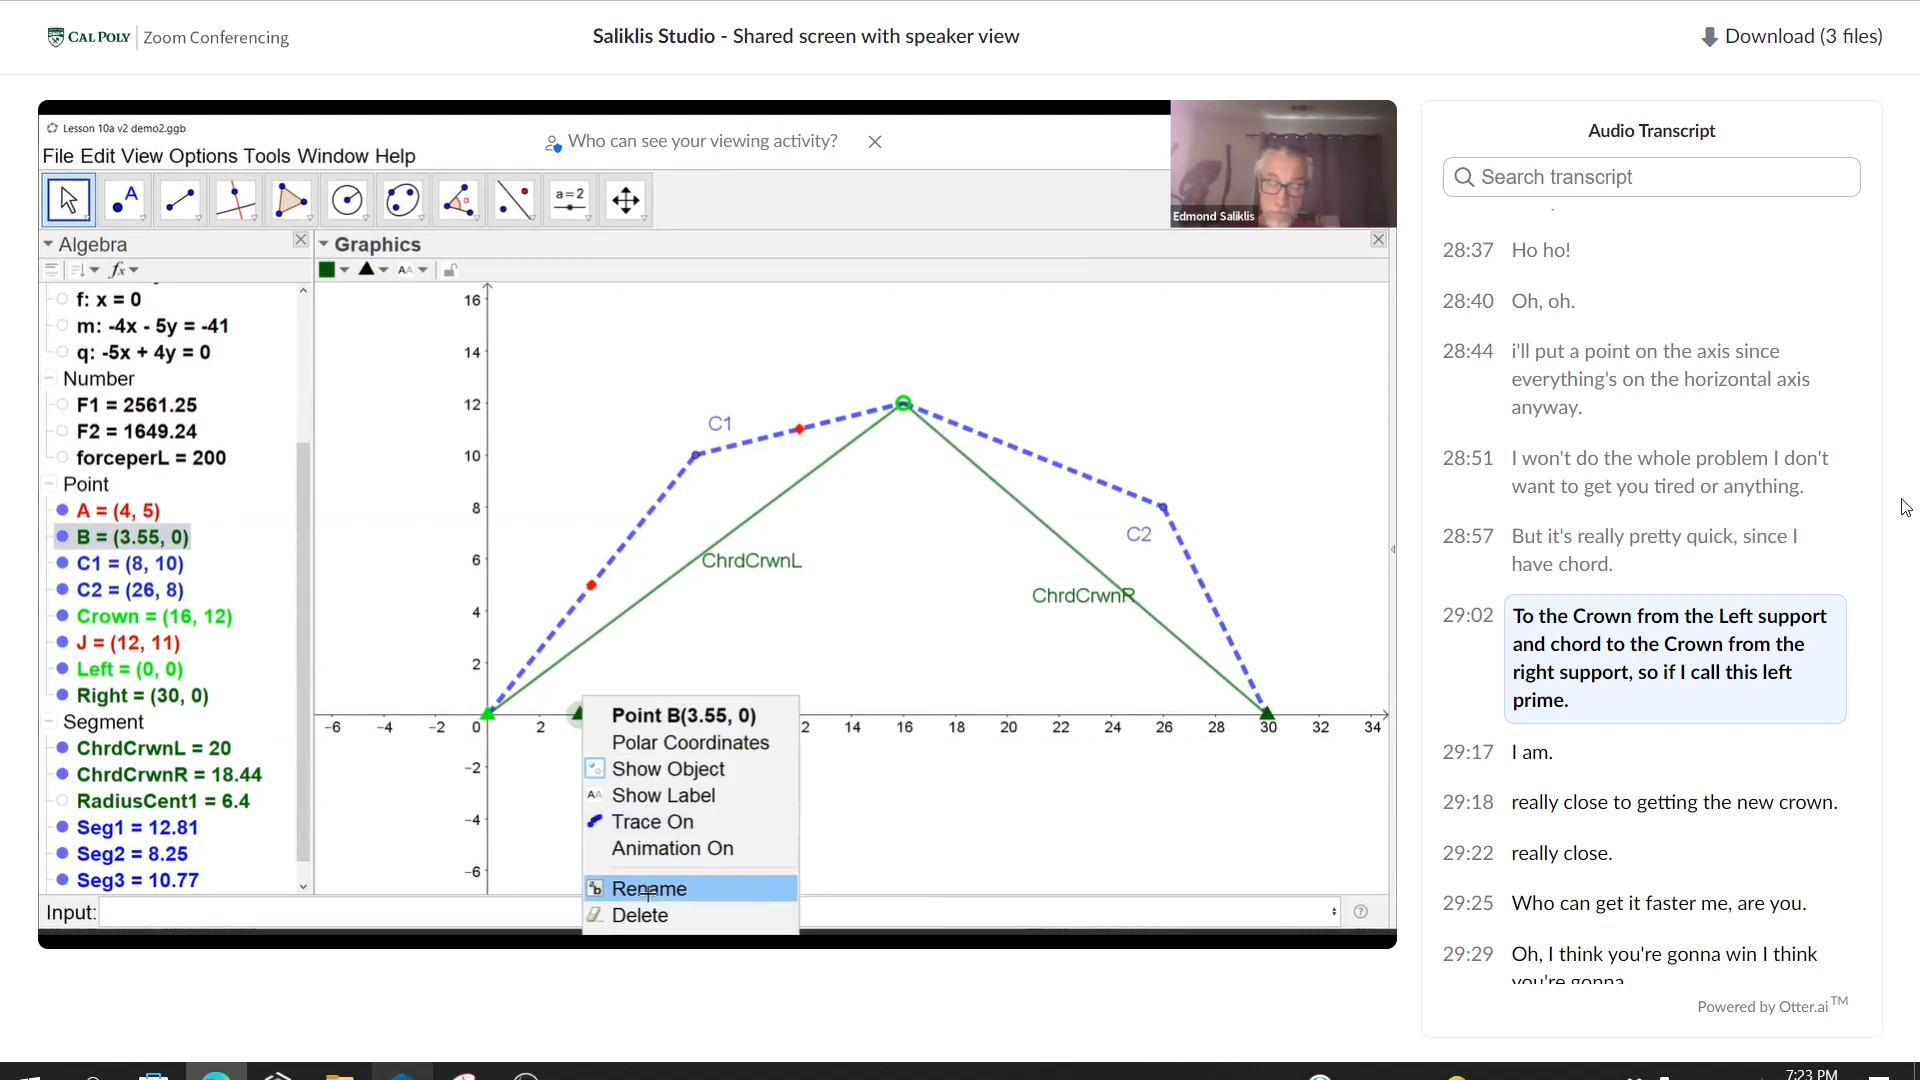 CAL POLY Zoom Conferencing
Saliklis Studio - Shared screen with speaker view
Download (3 files)
Lesson 10a v2 demo2.ggb
Who can see your viewing activity?
File Edit View Options Tools Window Help
A
α
a=2
Edmond Saliklis
Algebra
Graphics
fx
AA
f: x = 0
m: -4x - 5y = -41
q: -5x + 4y = 0
Number
F1 = 2561.25
F2 = 1649.24
forceperL = 200
Point
A = (4, 5)
B = (3.55, 0)
C1 = (8, 10)
C2 = (26, 8)
Crown = (16, 12)
J = (12, 11)
Left = (0, 0)
Right = (30, 0)
Segment
ChrdCrwnL = 20
ChrdCrwnR = 18.44
RadiusCent1 = 6.4
Seg1 = 12.81
Seg2 = 8.25
Seg3 = 10.77
16
14
12
10
8
6
4
2
-2
-4
-6
C1
C2
ChrdCrwnL
ChrdCrwnR
-6 -4 -2 0 2 2 14 16 18 20 22 24 26 28 30 32 34
Point B(3.55, 0)
Polar Coordinates
Show Object
AA Show Label
Trace On
Animation On
Rename
Delete
Input:
Audio Transcript
Search transcript
28:37 Ho ho!
28:40 Oh, oh.
28:44 i'll put a point on the axis since
everything's on the horizontal axis
anyway.
28:51 I won't do the whole problem I don't
want to get you tired or anything.
28:57 But it's really pretty quick, since I
have chord.
29:02 To the Crown from the Left support
and chord to the Crown from the
right support, so if I call this left
prime.
29:17 I am.
29:18 really close to getting the new crown.
29:22 really close.
29:25 Who can get it faster me, are you.
29:29 Oh, I think you're gonna win I think
you're gonna
Powered by Otter.ai™
7:23 PM